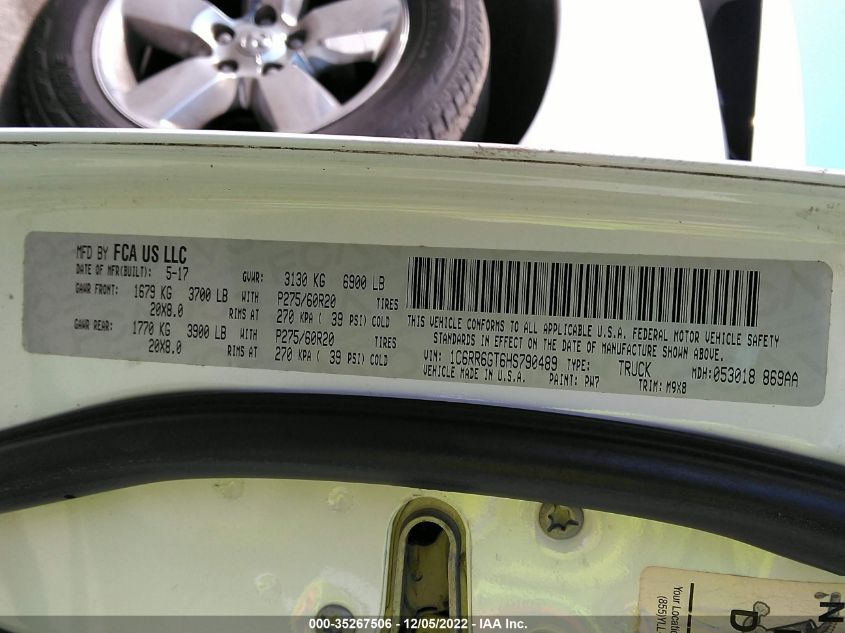 MFD BY FCA US LLC
DATE OF MFR(BUILT): 5-17 GVWR: 3130 KG 6900 LB
GAWR FRONT: 1679 KG 3700 LB WITH P275/60R20 TIRES
20X8.0 RIMS AT 270 KPA ( 39 PSI) COLD
GAWR REAR: 1770 KG 3900 LB WITH P275/60R20 TIRES
20X8.0 RIMS AT 270 KPA ( 39 PSI) COLD
THIS VEHICLE CONFORMS TO ALL APPLICABLE U.S.A. FEDERAL MOTOR VEHICLE SAFETY
STANDARDS IN EFFECT ON THE DATE OF MANUFACTURE SHOWN ABOVE.
VIN: 1C6RR6GT6HS790489 TYPE: TRUCK MDH: 053018 869AA
VEHICLE MADE IN U.S.A. PAINT: PW7 TRIM: M9X8
N
D
Your Location
000-35267506 - 12/05/2022 - IAA Inc.